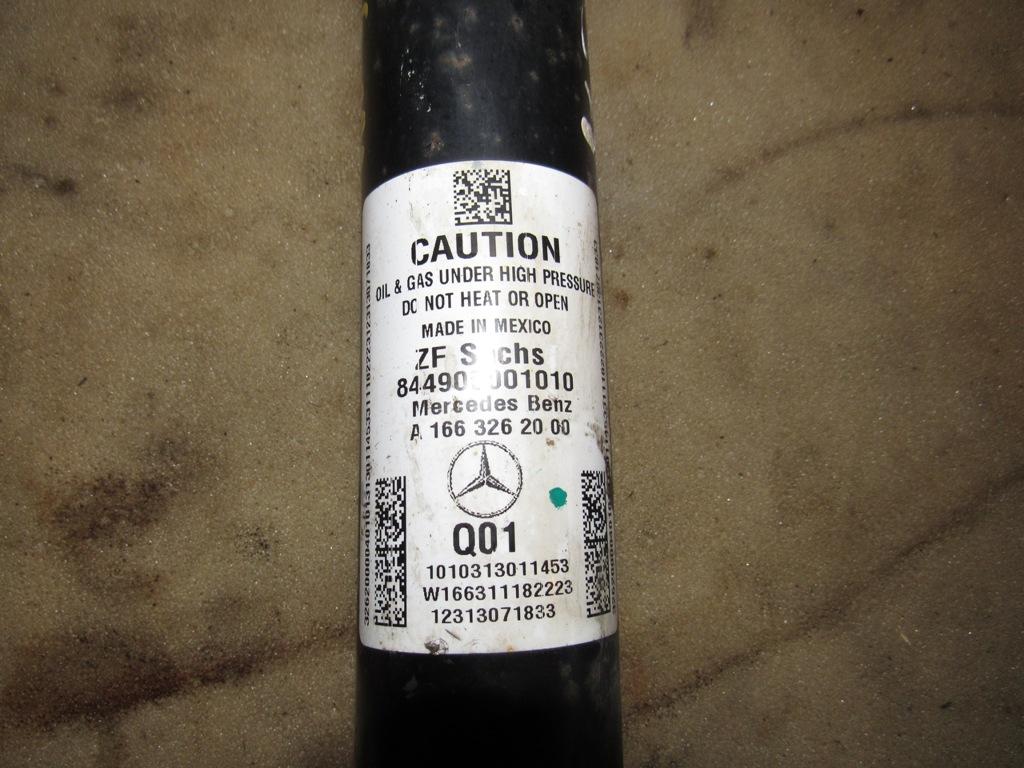 CAUTION
OIL & GAS UNDER HIGH PRESSURE
DO NOT HEAT OR OPEN
MADE IN MEXICO
ZF Sachs
Mercedes Benz
A 166 326 20 00
Q01
1010313011453
W166311182223
12313071833